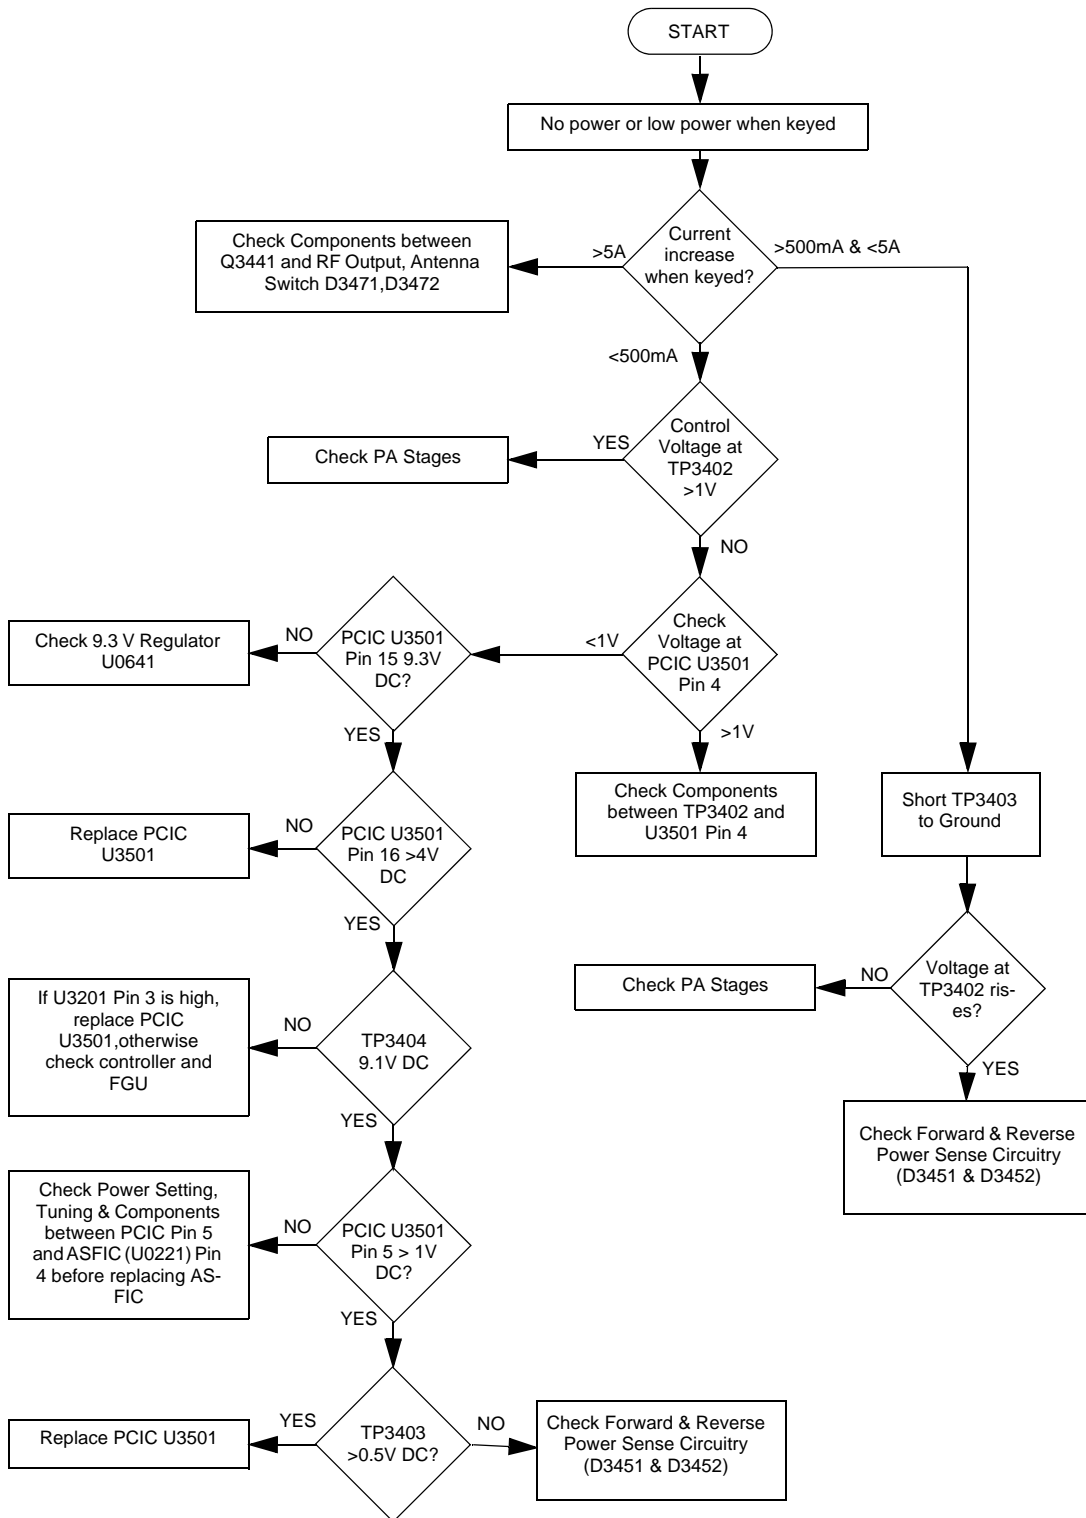 START
No power or low power when keyed
Current
increase
when keyed?
>5A
>500mA & <5A
Check Components between
Q3441 and RF Output, Antenna
Switch D3471,D3472
<500mA
Control
Voltage at
TP3402
>1V
YES
Check PA Stages
NO
Check
Voltage at
PCIC U3501
Pin 4
<1V
PCIC U3501
Pin 15 9.3V
DC?
NO
Check 9.3 V Regulator
U0641
>1V
YES
Check Components
between TP3402 and
U3501 Pin 4
Short TP3403
to Ground
PCIC U3501
Pin 16 >4V
DC
NO
Replace PCIC
U3501
YES
Voltage at
TP3402 ris-
es?
NO
Check PA Stages
YES
Check Forward & Reverse
Power Sense Circuitry
(D3451 & D3452)
TP3404
9.1V DC
NO
If U3201 Pin 3 is high,
replace PCIC
U3501,otherwise
check controller and
FGU
YES
PCIC U3501
Pin 5 > 1V
DC?
NO
Check Power Setting,
Tuning & Components
between PCIC Pin 5
and ASFIC (U0221) Pin
4 before replacing AS-
FIC
YES
TP3403
>0.5V DC?
YES
Replace PCIC U3501
NO
Check Forward & Reverse
Power Sense Circuitry
(D3451 & D3452)